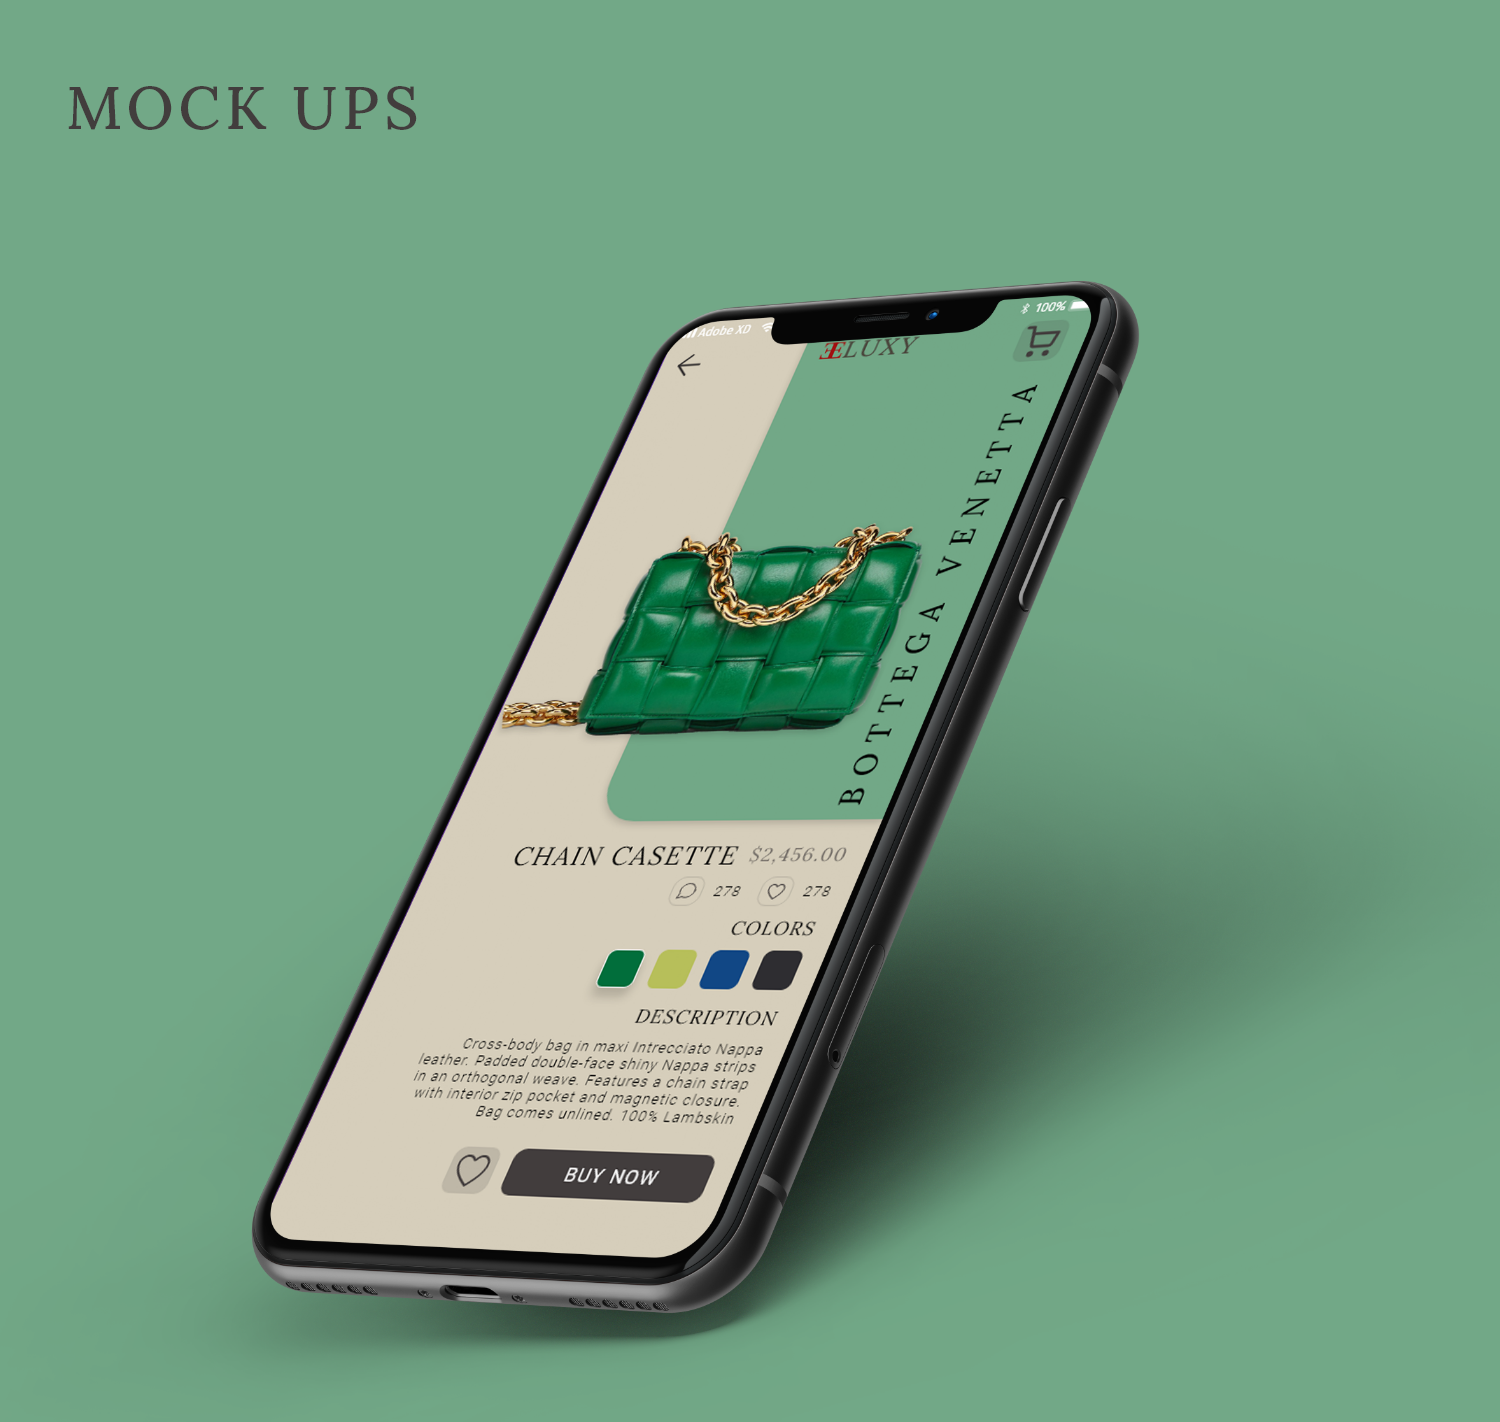 MOCK UPS
Adobe XD
100%
ELUXY
BOTTEGA VENETTA
CHAIN CASETTE $2,456.00
278 278
COLORS
DESCRIPTION
Cross-body bag in maxi Intrecciato Nappa
leather. Padded double-face shiny Nappa strips
in an orthogonal weave. Features a chain strap
with interior zip pocket and magnetic closure.
Bag comes unlined. 100% Lambskin
BUY NOW